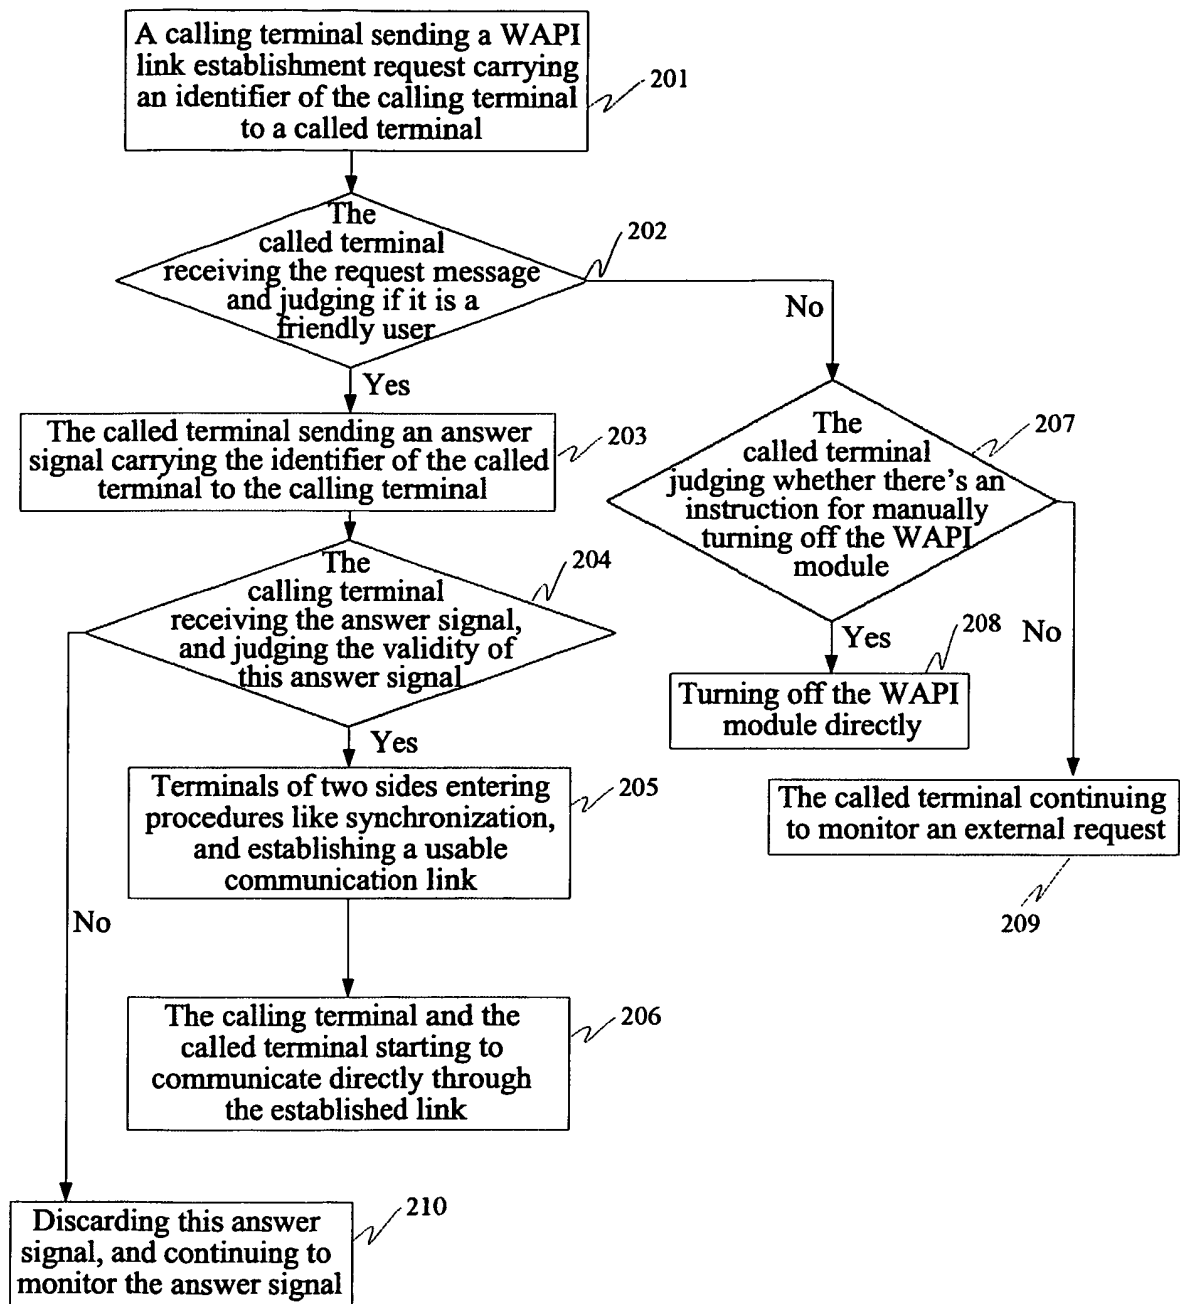 A calling terminal sending a WAPI
link establishment request carrying
an identifier of the calling terminal
to a called terminal
201
The
called terminal
receiving the request message
and judging if it is a
friendly user
202
No
Yes
The called terminal sending an answer
signal carrying the identifier of the called
terminal to the calling terminal
203
The
called terminal
judging whether there's an
instruction for manually
turning off the WAPI
module
207
The
calling terminal
receiving the answer signal,
and judging the validity of
this answer signal
204
Yes
208
No
Turning off the WAPI
module directly
Yes
Terminals of two sides entering
procedures like synchronization,
and establishing a usable
communication link
205
The called terminal continuing
to monitor an external request
209
No
The calling terminal and the
called terminal starting to
communicate directly through
the established link
206
Discarding this answer
signal, and continuing to
monitor the answer signal
210